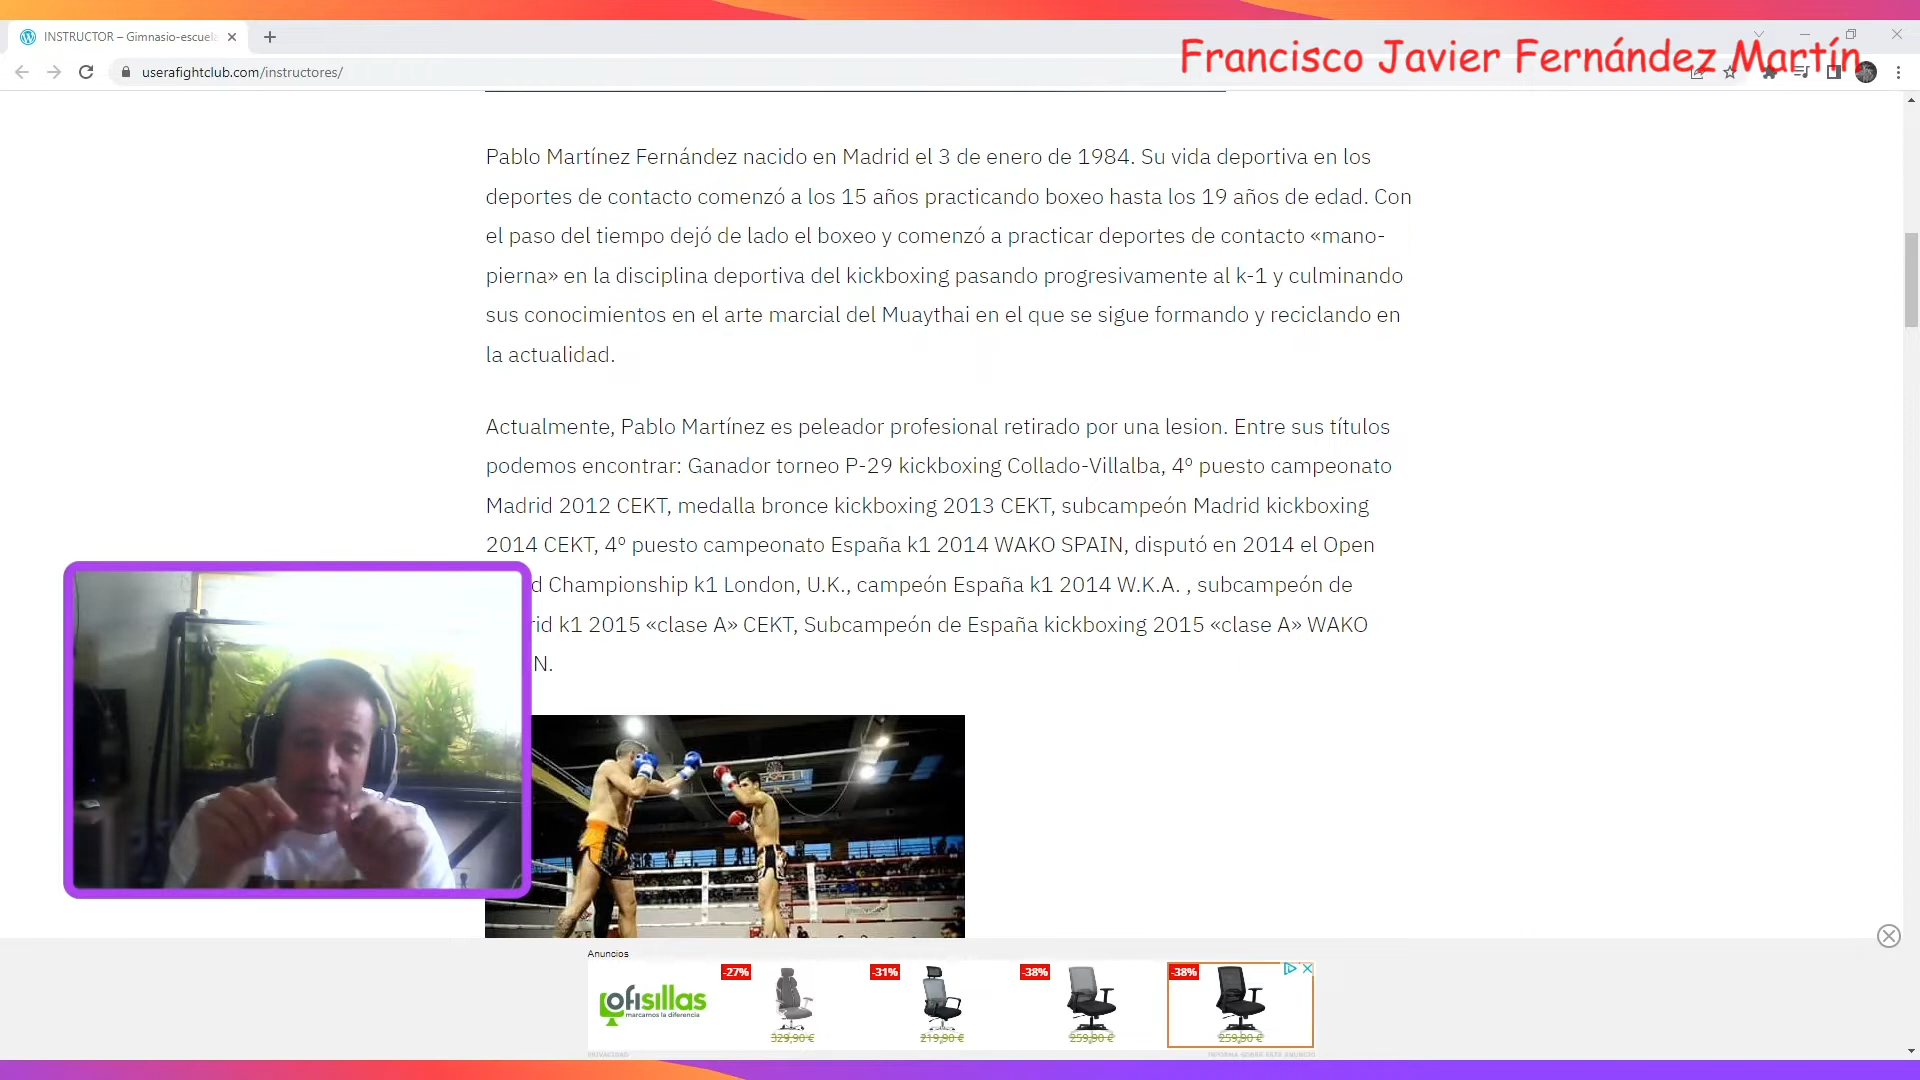 INSTRUCTOR – Gimnasio-escuela
Francisco Javier Fernández Martín
userafightclub.com/instructores/
Pablo Martínez Fernández nacido en Madrid el 3 de enero de 1984. Su vida deportiva en los
deportes de contacto comenzó a los 15 años practicando boxeo hasta los 19 años de edad. Con
el paso del tiempo dejó de lado el boxeo y comenzó a practicar deportes de contacto «mano-
pierna» en la disciplina deportiva del kickboxing pasando progresivamente al k-1 y culminando
sus conocimientos en el arte marcial del Muaythai en el que se sigue formando y reciclando en
la actualidad.
Actualmente, Pablo Martínez es peleador profesional retirado por una lesion. Entre sus títulos
podemos encontrar: Ganador torneo P-29 kickboxing Collado-Villalba, 4º puesto campeonato
Madrid 2012 CEKT, medalla bronce kickboxing 2013 CEKT, subcampeón Madrid kickboxing
2014 CEKT, 4º puesto campeonato España k1 2014 WAKO SPAIN, disputó en 2014 el Open
d Championship k1 London, U.K., campeón España k1 2014 W.K.A. , subcampeón de
rid k1 2015 «clase A» CEKT, Subcampeón de España kickboxing 2015 «clase A» WAKO
N.
Anuncios
-27% -31% -38% -38%
ofisillas
marcamos la diferencia
329,90 € 219,90 € 259,90 € 259,90 €
PRIVACIDAD INFORMA SOBRE ESTE ANUNCIO